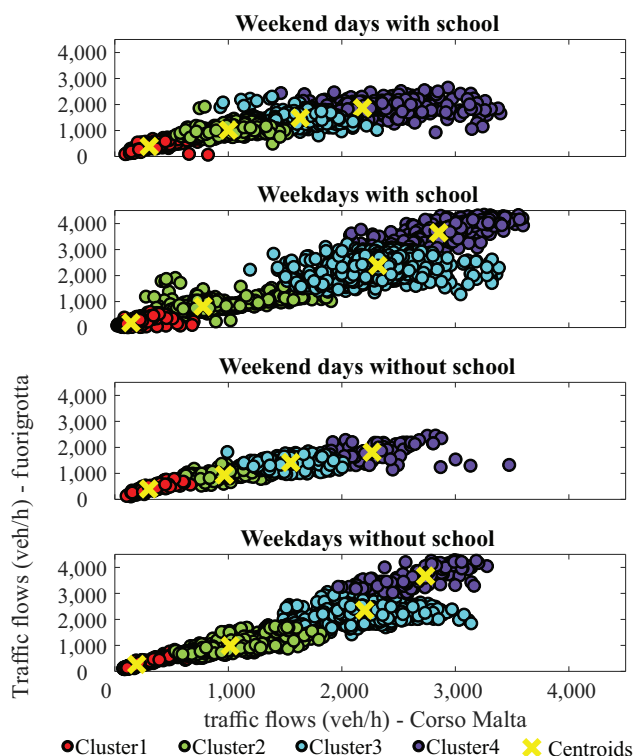 Weekend days with school
4,000
3,000
2,000
1,000
0
Weekdays with school
4,000
3,000
2,000
1,000
0
Weekend days without school
4,000
3,000
2,000
1,000
0
Weekdays without school
4,000
3,000
2,000
1,000
0
0 1,000 2,000 3,000 4,000
Traffic flows (veh/h) - fuorigrotta
traffic flows (veh/h) - Corso Malta
Cluster1 Cluster2 Cluster3 Cluster4 Centroids